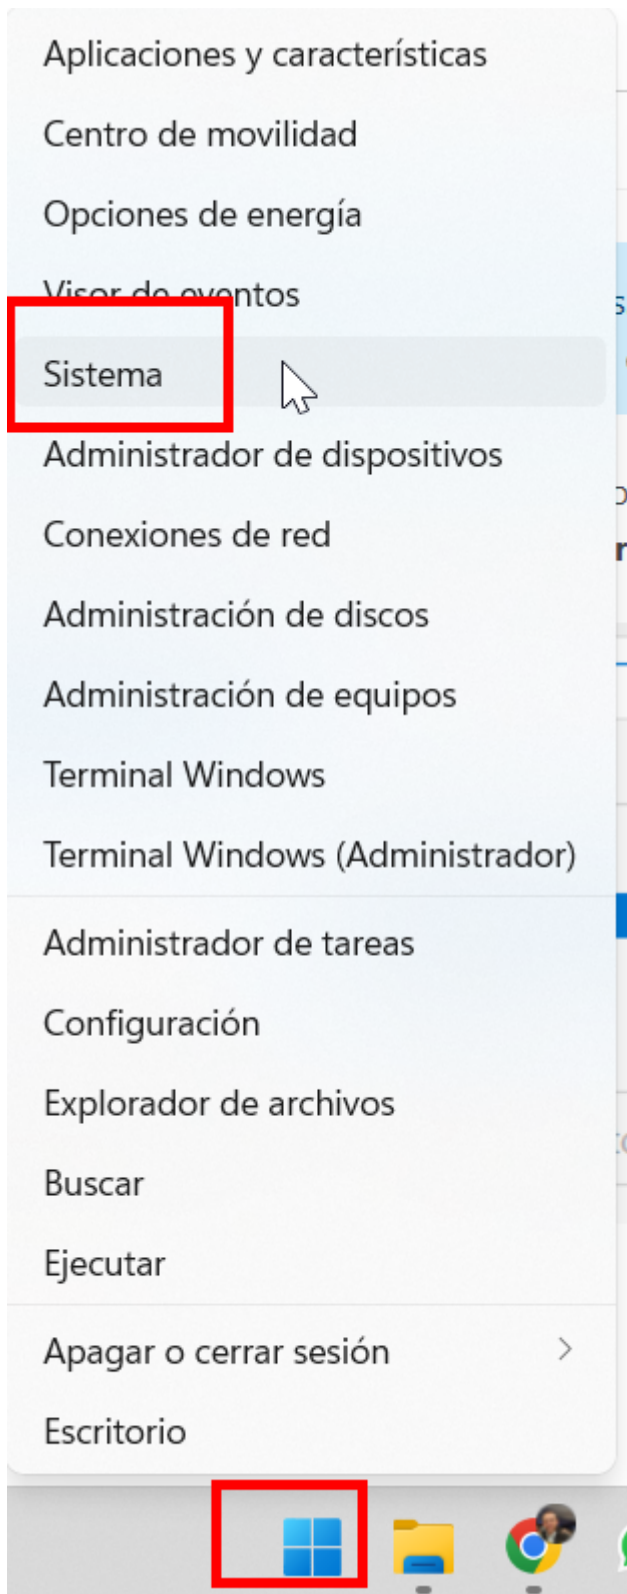 Aplicaciones y características
Centro de movilidad
Opciones de energía
Visor de eventos
Sistema
Administrador de dispositivos
Conexiones de red
Administración de discos
Administración de equipos
Terminal Windows
Terminal Windows (Administrador)
Administrador de tareas
Configuración
Explorador de archivos
Buscar
Ejecutar
Apagar o cerrar sesión
Escritorio